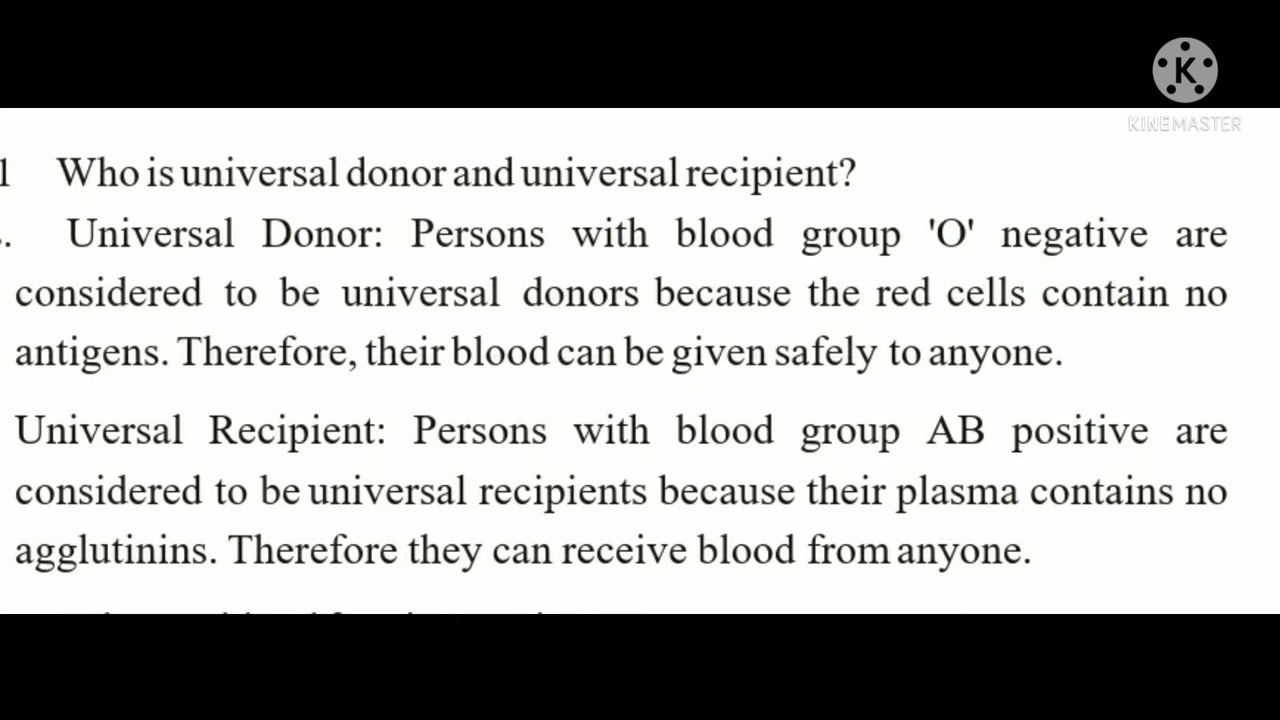 K
KINEMASTER
1 Who is universal donor and universal recipient?
. Universal Donor: Persons with blood group 'O' negative are
considered to be universal donors because the red cells contain no
antigens. Therefore, their blood can be given safely to anyone.
Universal Recipient: Persons with blood group AB positive are
considered to be universal recipients because their plasma contains no
agglutinins. Therefore they can receive blood from anyone.